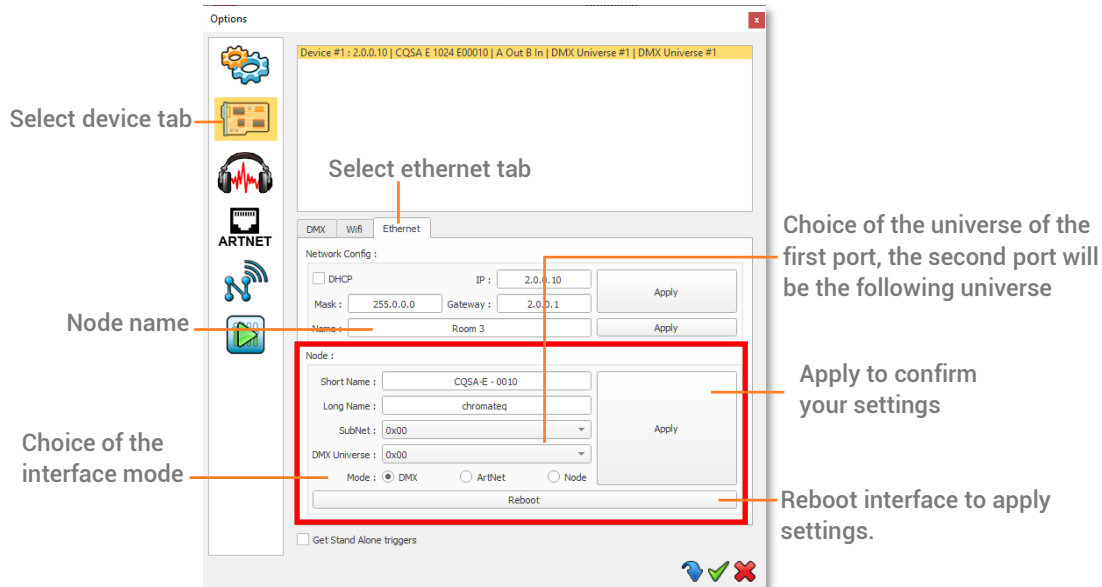 Options
x
Device #1 : 2.0.0.10 | CQSA E 1024 E00010 | A Out B In | DMX Universe #1 | DMX Universe #1
Select device tab
Select ethernet tab
ARTNET
DMX Wifi Ethernet
Network Config :
DHCP IP : 2.0.0.10 Apply
Mask : 255.0.0.0 Gateway : 2.0.0.1
Name : Room 3 Apply
Choice of the universe of the
first port, the second port will
be the following universe
Node name
Node :
Short Name : CQSA-E - 0010
Long Name : chromateq
SubNet : 0x00 Apply
DMX Universe : 0x00
Mode : DMX ArtNet Node
Reboot
Apply to confirm
your settings
Choice of the
interface mode
Reboot interface to apply
settings.
Get Stand Alone triggers